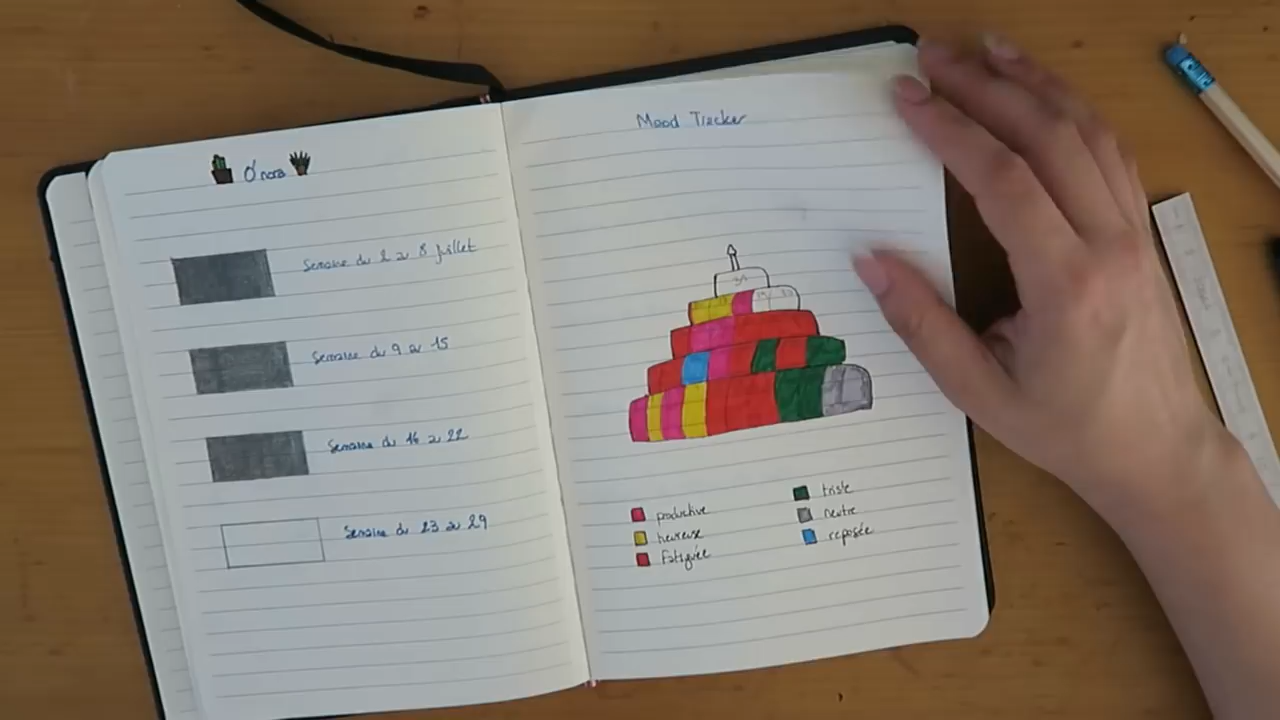 O'nora
Semaine du 2 au 8 Juillet
Semaine du 9 au 15
Semaine du 16 au 22
Semaine du 23 au 29
Mood Tracker
productive
heureuse
Fatiguée
triste
neutre
reposée